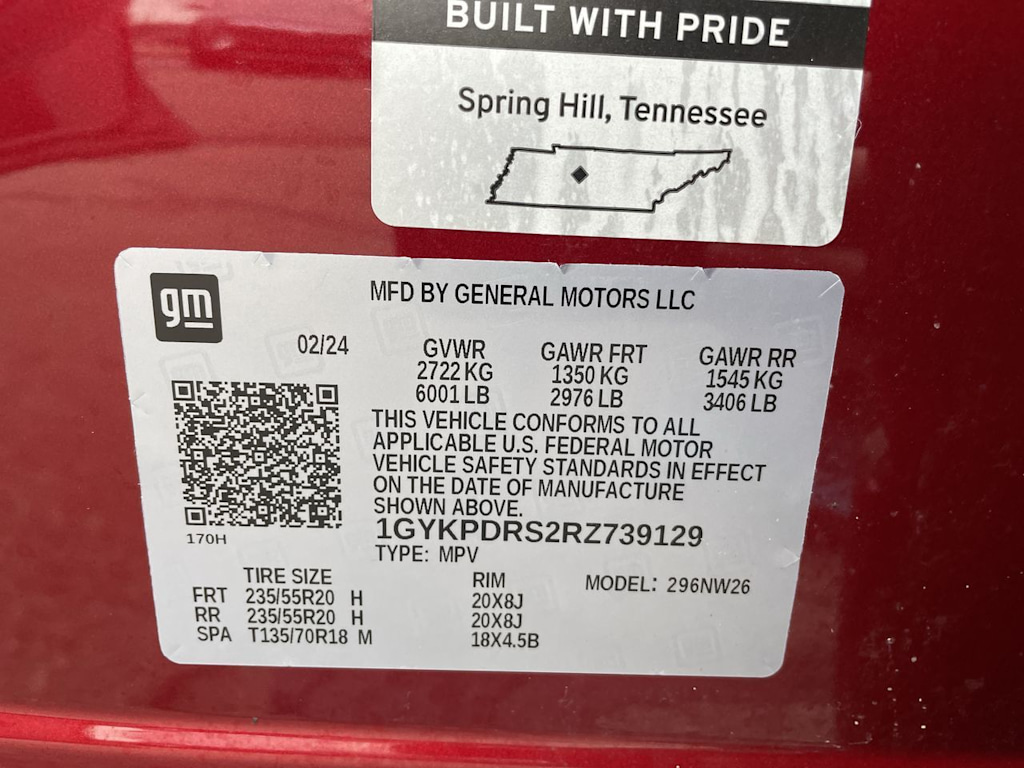 BUILT WITH PRIDE
Spring Hill, Tennessee
gm
MFD BY GENERAL MOTORS LLC
02/24
GVWR GAWR FRT GAWR RR
2722 KG 1350 KG 1545 KG
6001 LB 2976 LB 3406 LB
THIS VEHICLE CONFORMS TO ALL
APPLICABLE U.S. FEDERAL MOTOR
VEHICLE SAFETY STANDARDS IN EFFECT
ON THE DATE OF MANUFACTURE
SHOWN ABOVE.
1GYKPDRS2RZ739129
170H
TYPE: MPV
TIRE SIZE RIM MODEL: 296NW26
FRT 235/55R20 H 20X8J
RR 235/55R20 H 20X8J
SPA T135/70R18 M 18X4.5B